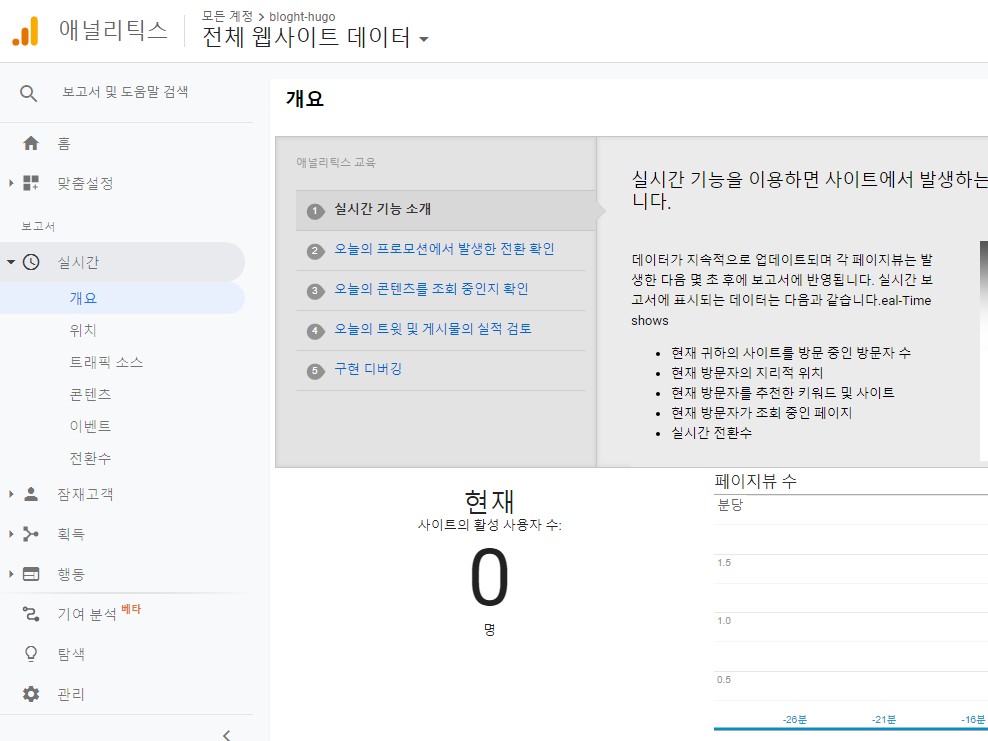 애널리틱스
모든 계정 > bloght-hugo
전체 웹사이트 데이터
보고서 및 도움말 검색
홈
맞춤설정
보고서
실시간
개요
위치
트래픽 소스
콘텐츠
이벤트
전환수
잠재고객
획득
행동
기여 분석 베타
탐색
관리
개요
애널리틱스 교육
1 실시간 기능 소개
2 오늘의 프로모션에서 발생한 전환 확인
3 오늘의 콘텐츠를 조회 중인지 확인
4 오늘의 트윗 및 게시물의 실적 검토
5 구현 디버깅
실시간 기능을 이용하면 사이트에서 발생하는
니다.
데이터가 지속적으로 업데이트되며 각 페이지뷰는 발
생한 다음 몇 초 후에 보고서에 반영됩니다. 실시간 보
고서에 표시되는 데이터는 다음과 같습니다.eal-Time
shows
• 현재 귀하의 사이트를 방문 중인 방문자 수
• 현재 방문자의 지리적 위치
• 현재 방문자를 추천한 키워드 및 사이트
• 현재 방문자가 조회 중인 페이지
• 실시간 전환수
현재
사이트의 활성 사용자 수:
0
명
페이지뷰 수
분당
1.5
1.0
0.5
-26분 -21분 -16분